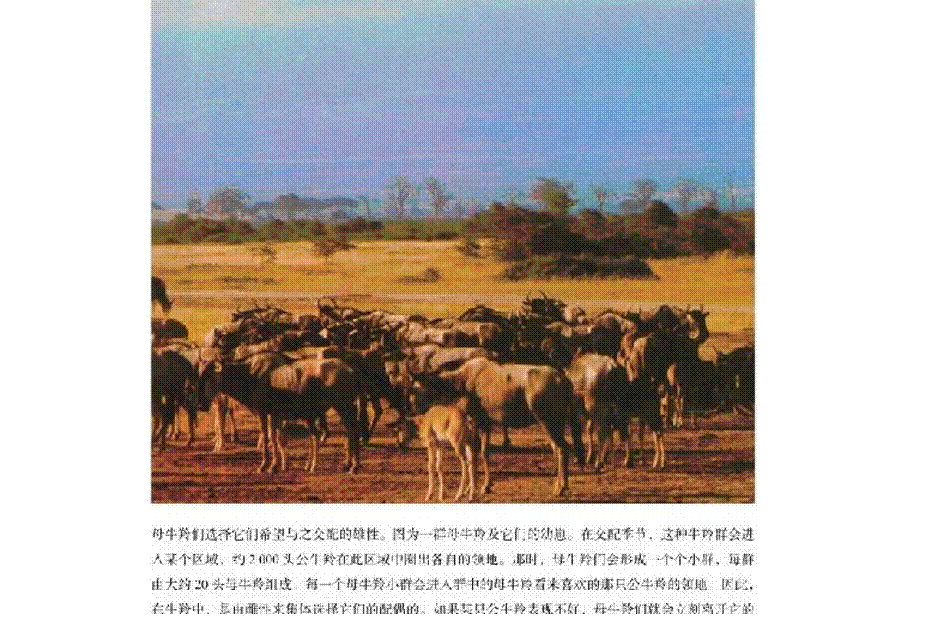 母牛羚们选择它们希望与之交配的雄性。图为一群母牛羚及它们的幼崽。在交配季节，这种牛羚群会进
入某个区域，约 2 000 头公牛羚在此区域中圈出各自的领地。那时，母牛羚们会形成一个个小群，每群
由大约 20 头母牛羚组成。每一个母牛羚小群会进入群中的母牛羚看来喜欢的那只公牛羚的领地。因此，
在牛羚中，是由雌性来集体选择它们的配偶的。如果某只公牛羚表现不好，母牛羚们就会立刻离开它的